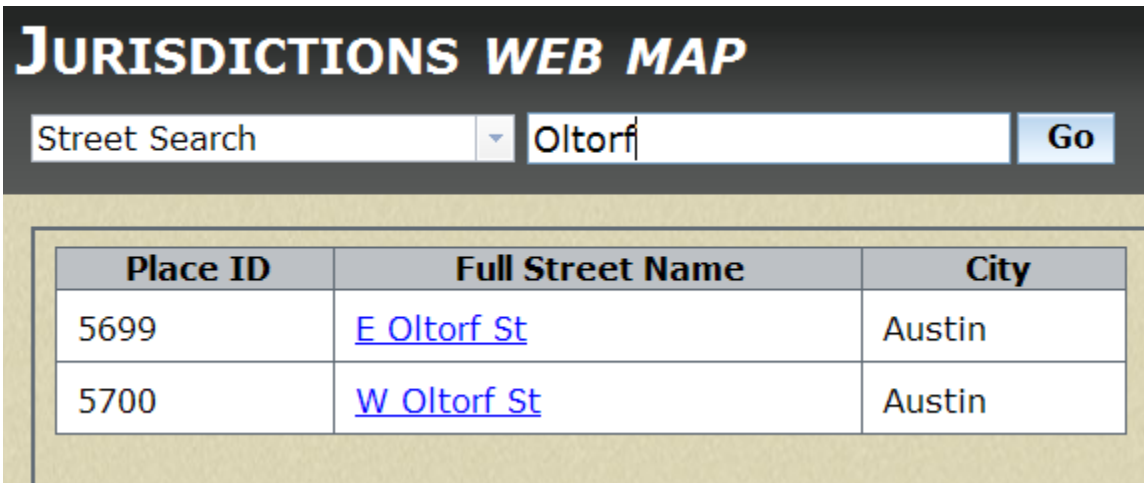 JURISDICTIONS WEB MAP
Street Search Oltorf Go
Place ID Full Street Name City
5699 E Oltorf St Austin
5700 W Oltorf St Austin